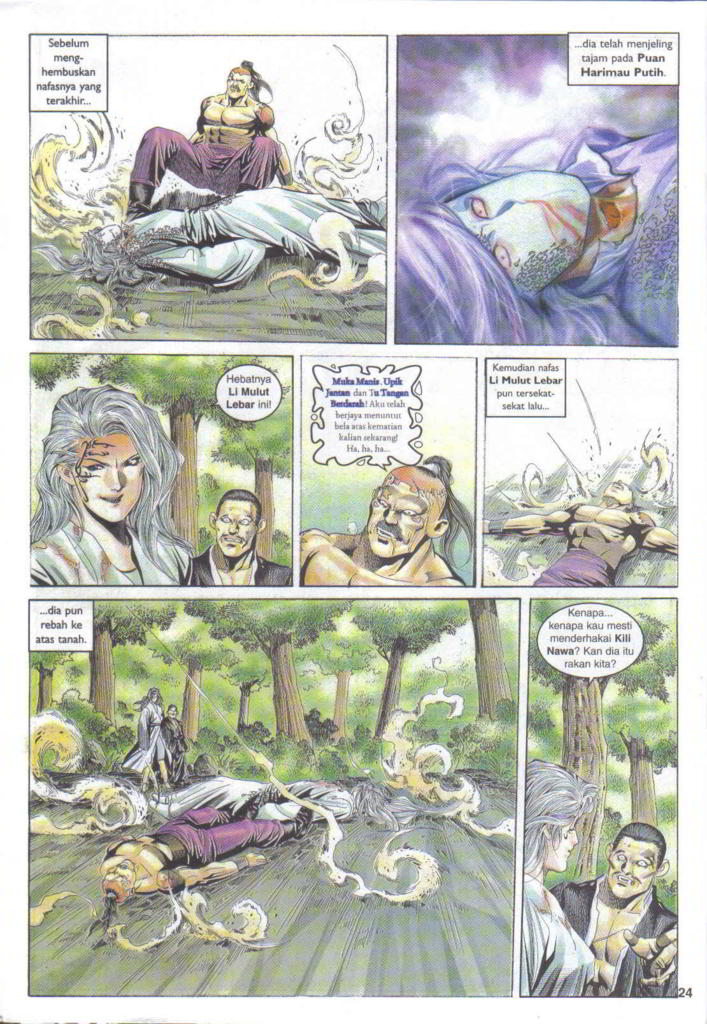 Sebelum
meng-
hembuskan
nafasnya yang
terakhir...
...dia telah menjeling
tajam pada Puan
Harimau Putih.
Hebatnya
Li Mulut
Lebar ini!
Muka Manis, Upik
Jantan dan Tu Tangan
Berdarah! Aku telah
berjaya menuntut
bela atas kematian
kalian sekarang!
Ha, ha, ha...
Kemudian nafas
Li Mulut Lebar
pun tersekat-
sekat lalu...
...dia pun
rebah ke
atas tanah.
Kenapa...
kenapa kau mesti
menderhakai Kili
Nawa? Kan dia itu
rakan kita?
24